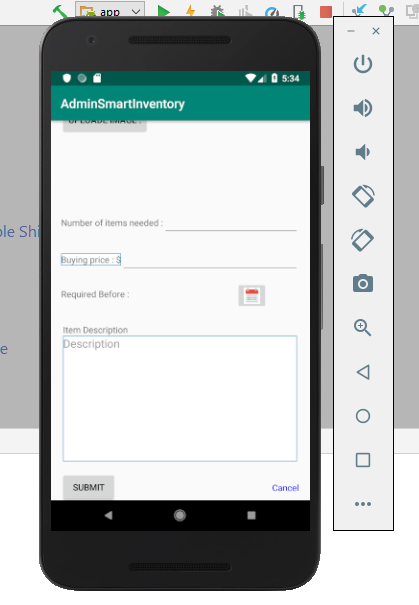 app
5:34
AdminSmartInventory
UPLOADE IMAGE :
ble Shi
Number of items needed :
Buying price : $
Required Before :
e
Item Description
Description
SUBMIT
Cancel